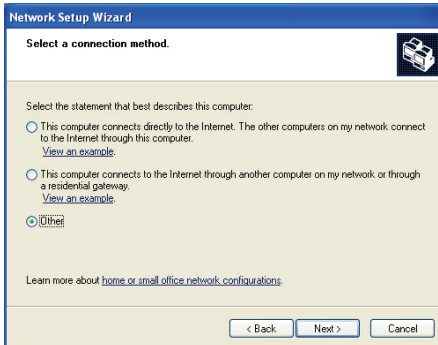 Network Setup Wizard
Select a connection method.
Select the statement that best describes this computer:
This computer connects directly to the Internet. The other computers on my network connect
to the Internet through this computer.
View an example.
This computer connects to the Internet through another computer on my network or through
a residential gateway.
View an example.
Other
Learn more about home or small office network configurations.
< Back Next > Cancel